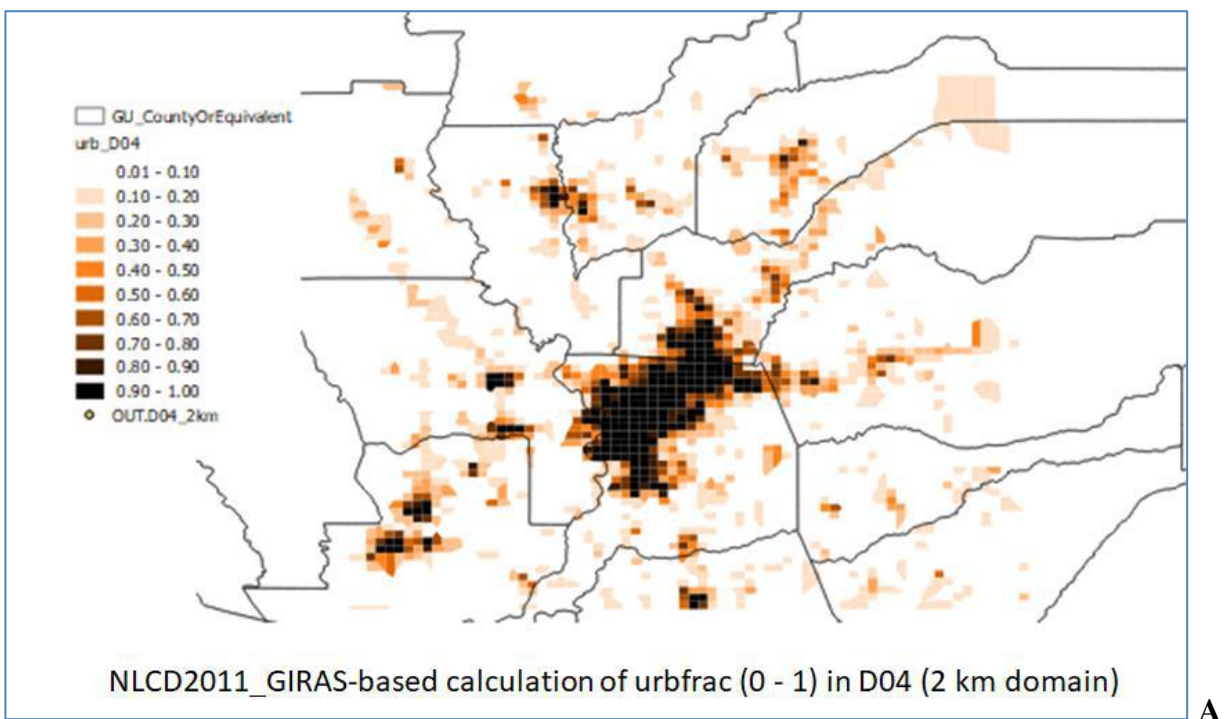 GU_CountyOrEquivalent
urb_D04
0.01 - 0.10
0.10 - 0.20
0.20 - 0.30
0.30 - 0.40
0.40 - 0.50
0.50 - 0.60
0.60 - 0.70
0.70 - 0.80
0.80 - 0.90
0.90 - 1.00
OUT.D04_2km
NLCD2011_GIRAS-based calculation of urbfrac (0 - 1) in D04 (2 km domain)
A